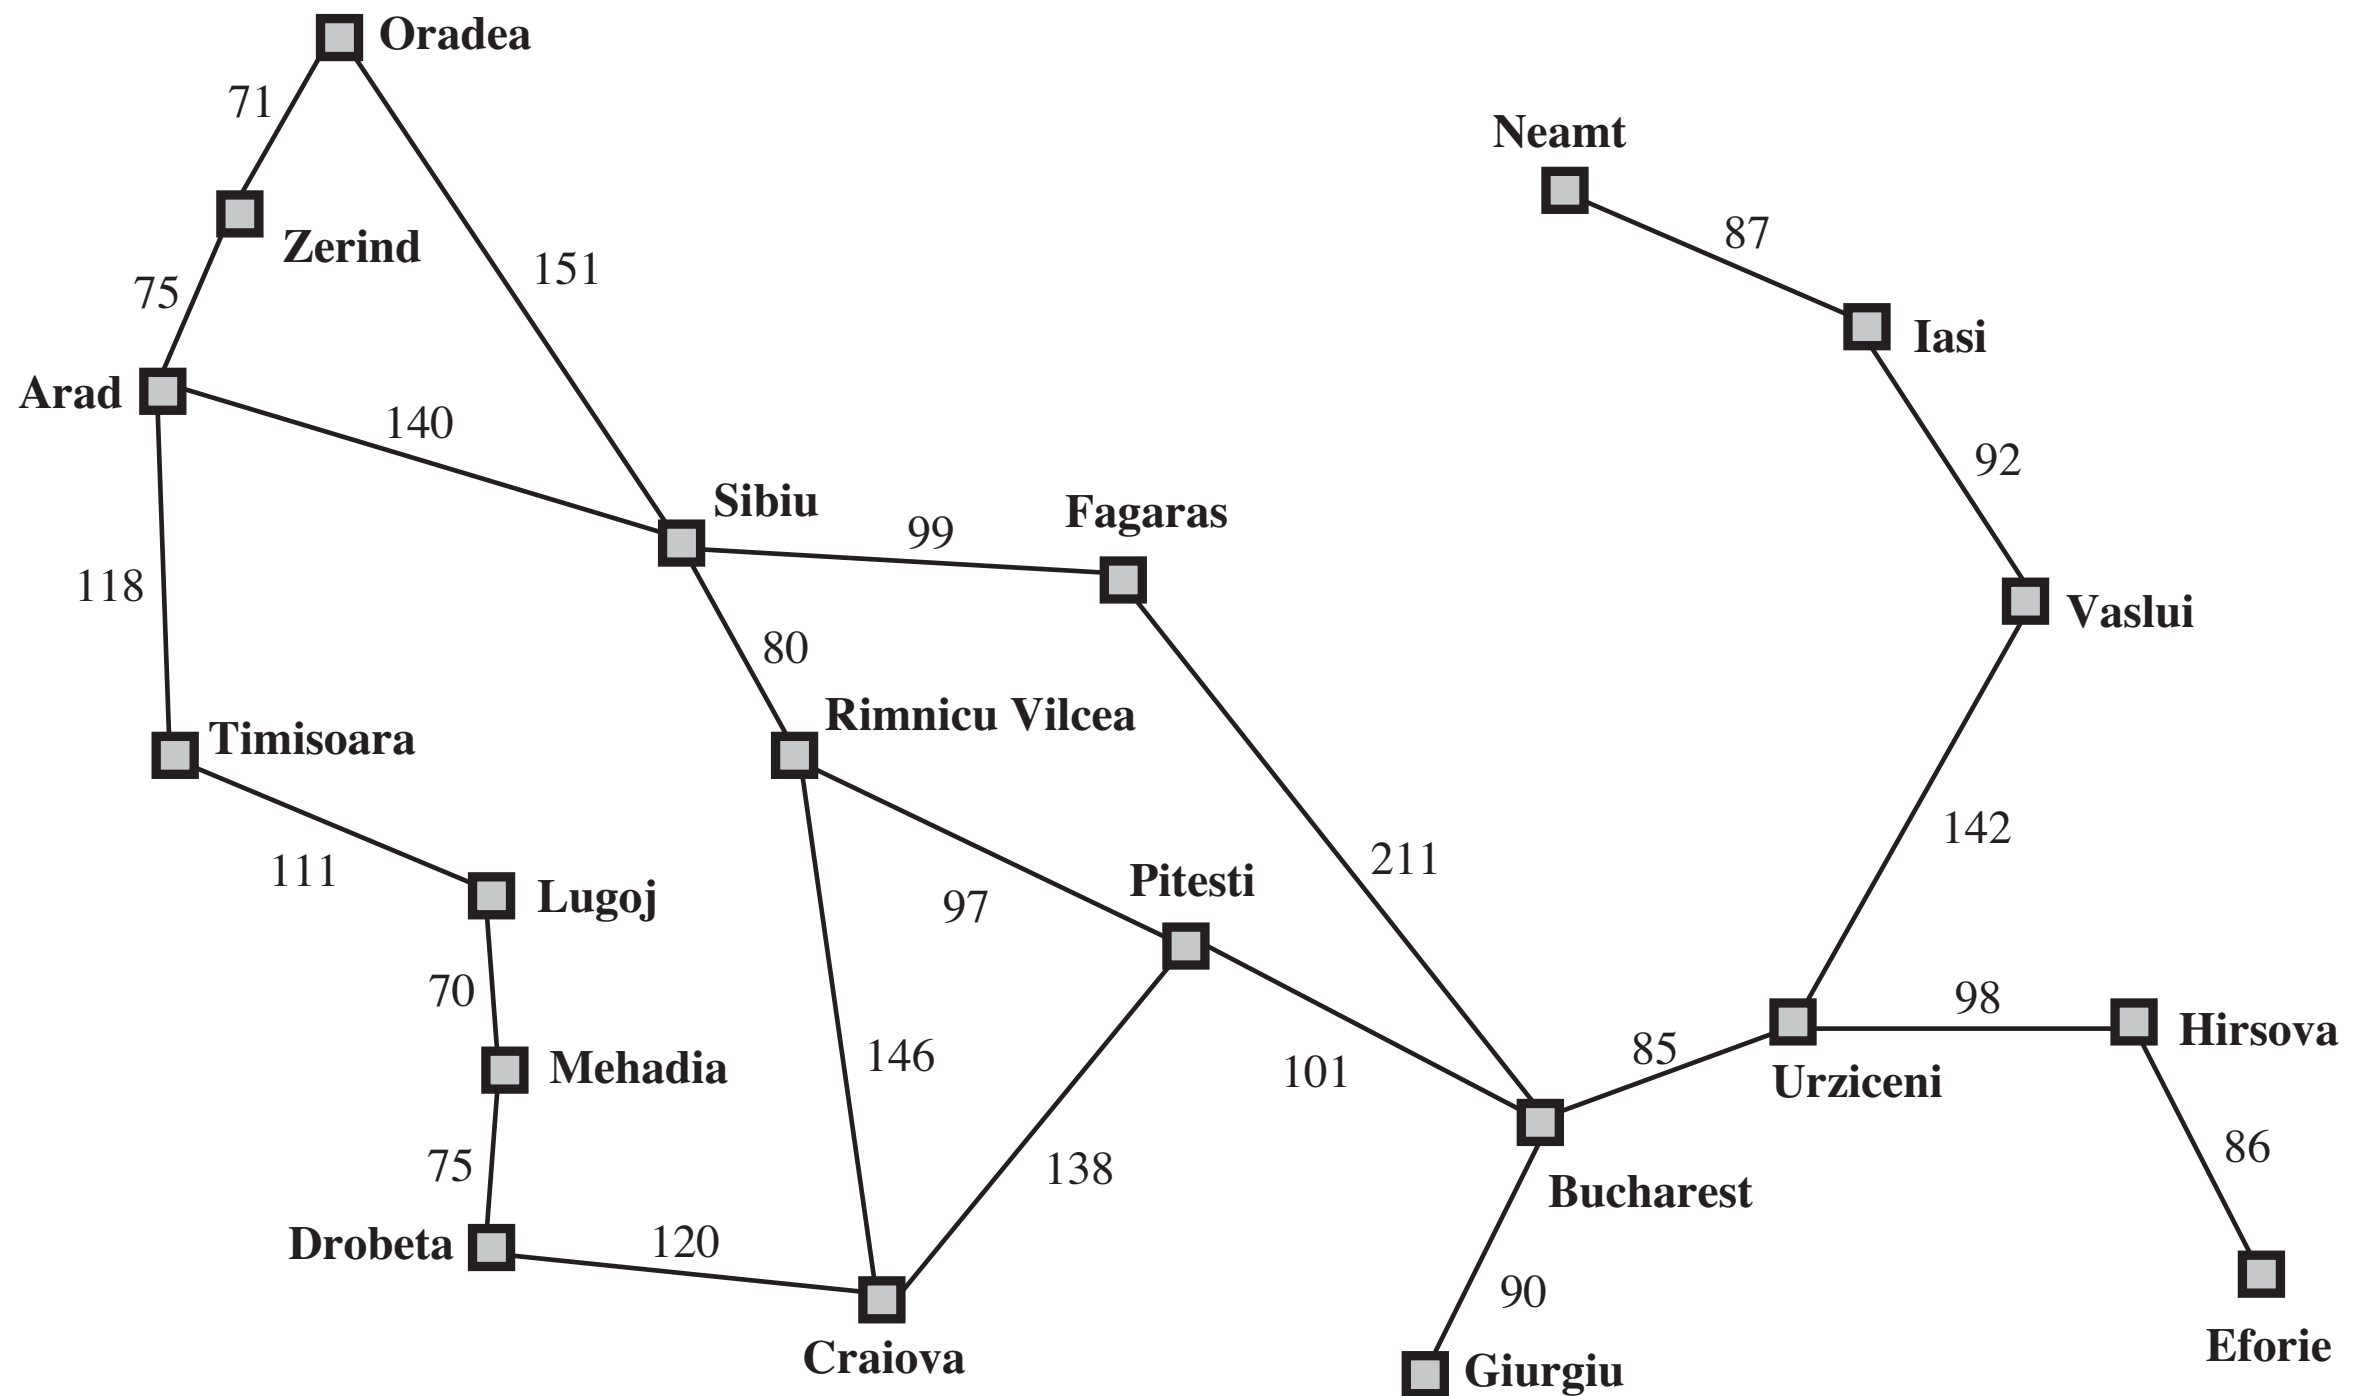 Oradea
71
Neamt
87
Zerind
151
75
Iasi
Arad
140
92
Sibiu
99
Fagaras
118
Vaslui
80
Rimnicu Vilcea
Timisoara
142
211
111
Lugoj
97
Pitesti
70
98
Hirsova
Mehadia
146
101
85
Urziceni
75
138
86
Bucharest
Drobeta
120
90
Craiova
Giurgiu
Eforie